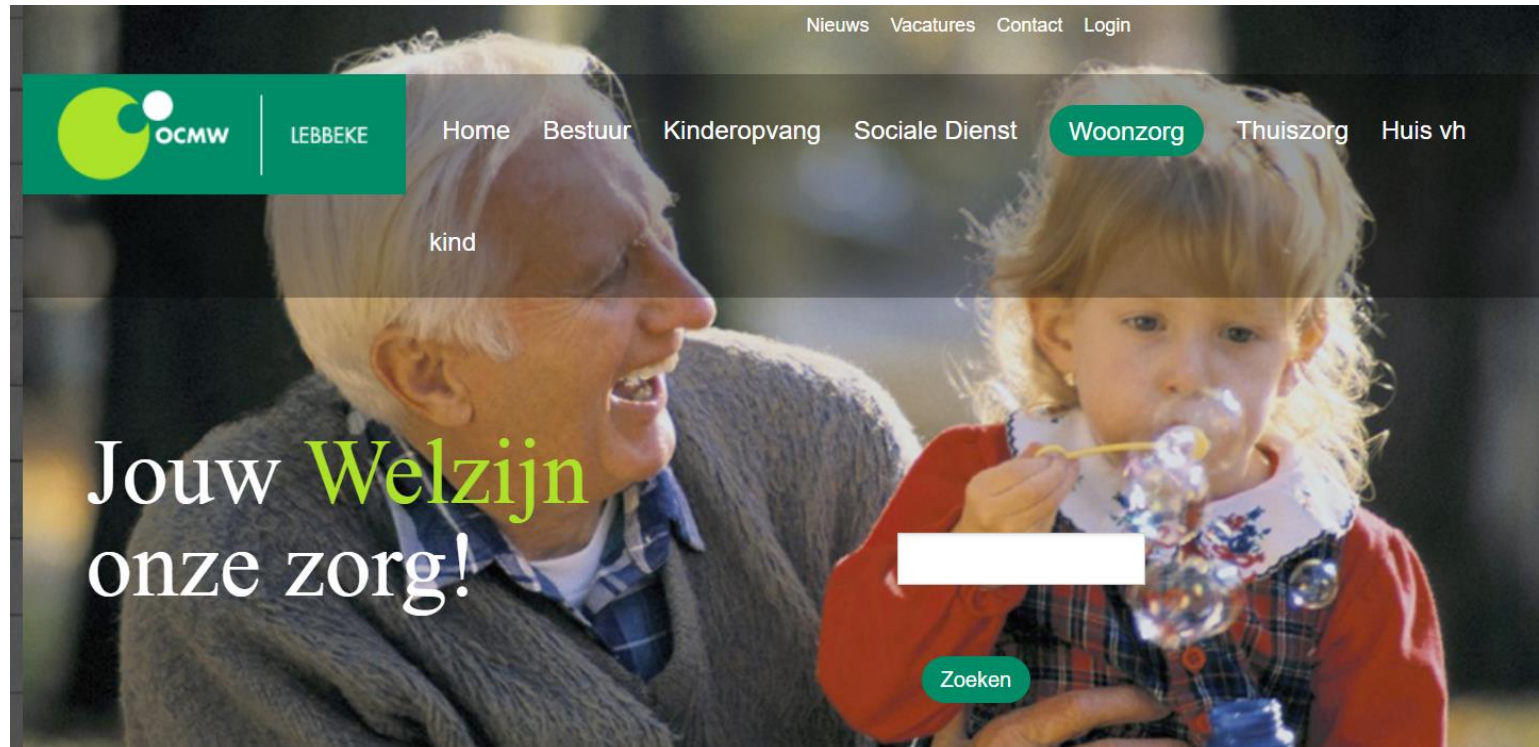 Nieuws Vacatures Contact Login
OCMW LEBBEKE
Home Bestuur Kinderopvang Sociale Dienst Woonzorg Thuiszorg Huis vh
kind
Jouw Welzijn
onze zorg!
Zoeken